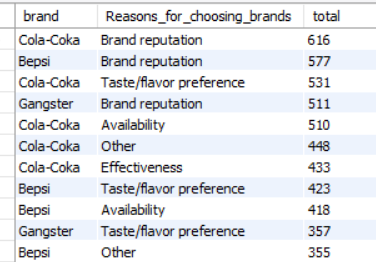 brand Reasons_for_choosing_brands total
Cola-Coka Brand reputation 616
Bepsi Brand reputation 577
Cola-Coka Taste/flavor preference 531
Gangster Brand reputation 511
Cola-Coka Availability 510
Cola-Coka Other 448
Cola-Coka Effectiveness 433
Bepsi Taste/flavor preference 423
Bepsi Availability 418
Gangster Taste/flavor preference 357
Bepsi Other 355